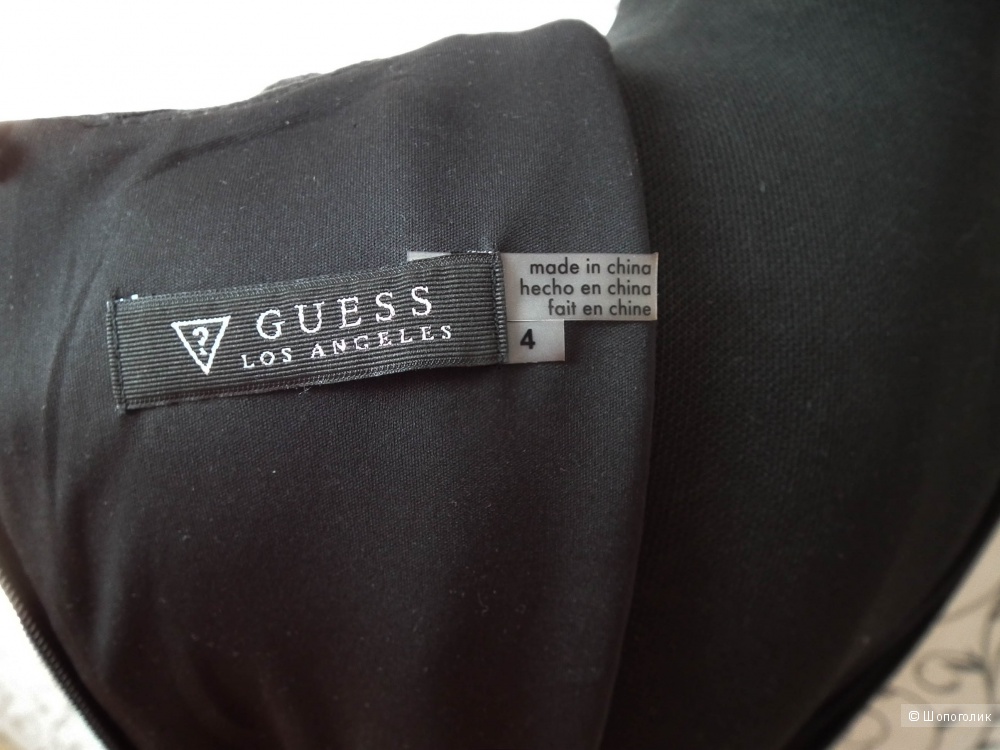 ?
GUESS
LOS ANGELES
made in china
hecho en china
fait en chine
4
© Шопоголик